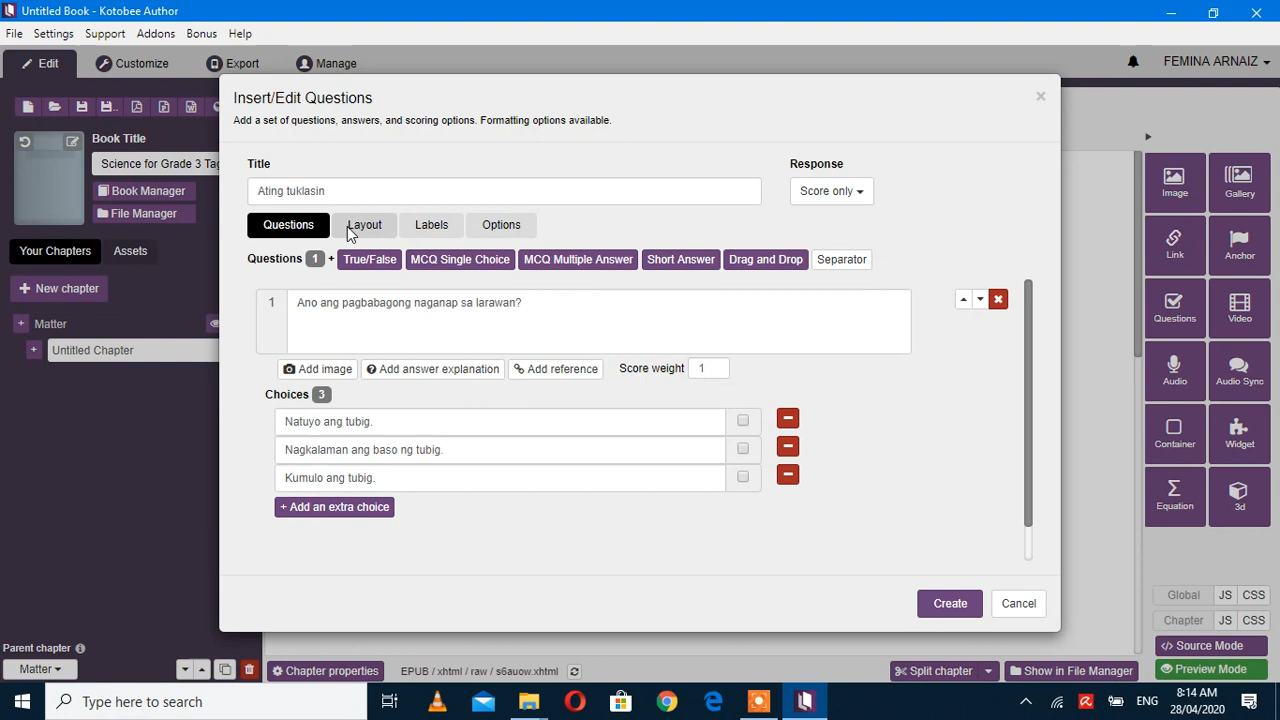 Untitled Book - Kotobee Author
File Settings Support Addons Bonus Help
Edit Customize Export Manage FEMINA ARNAIZ
Book Title
Science for Grade 3 Tag
Book Manager
File Manager
Your Chapters Assets
+ New chapter
+ Matter
+ Untitled Chapter
Parent chapter
Matter
Insert/Edit Questions ×
Add a set of questions, answers, and scoring options. Formatting options available.
Title Response
Ating tuklasin Score only
Questions Layout Labels Options
Questions 1 + True/False MCQ Single Choice MCQ Multiple Answer Short Answer Drag and Drop Separator
1 Ano ang pagbabagong naganap sa larawan?
Add image Add answer explanation Add reference Score weight 1
Choices 3
Natuyo ang tubig.
Nagkalaman ang baso ng tubig.
Kumulo ang tubig.
+ Add an extra choice
Create Cancel
Image Gallery
Link Anchor
Questions Video
Audio Audio Sync
Container Widget
Equation 3d
Global JS CSS
Chapter JS CSS
</> Source Mode
Preview Mode
Chapter properties EPUB / xhtml / raw / s6auow.xhtml Split chapter Show in File Manager
Type here to search
ENG
8:14 AM
28/04/2020